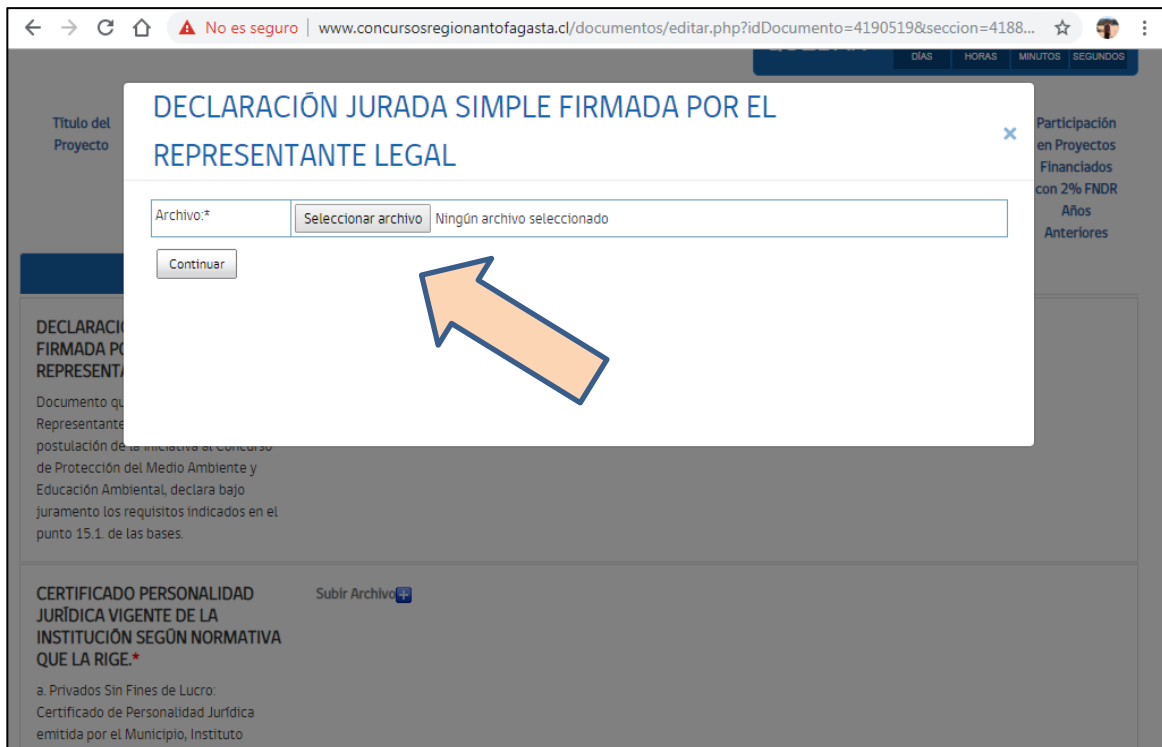 No es seguro | www.concursosregionantofagasta.cl/documentos/editar.php?idDocumento=4190519&seccion=4188...
DÍAS HORAS MINUTOS SEGUNDOS
Título del
Proyecto
DECLARACIÓN JURADA SIMPLE FIRMADA POR EL
REPRESENTANTE LEGAL
×
Participación
en Proyectos
Financiados
con 2% FNDR
Años
Anteriores
Archivo:*
Seleccionar archivo Ningún archivo seleccionado
Continuar
DECLARACI
FIRMADA PO
REPRESENTA
Documento qu
Representante
postulación de la iniciativa al Concurso
de Protección del Medio Ambiente y
Educación Ambiental, declara bajo
juramento los requisitos indicados en el
punto 15.1. de las bases.
CERTIFICADO PERSONALIDAD
JURÍDICA VIGENTE DE LA
INSTITUCIÓN SEGÚN NORMATIVA
QUE LA RIGE.*
Subir Archivo
a. Privados Sin Fines de Lucro:
Certificado de Personalidad Jurídica
emitida por el Municipio, Instituto